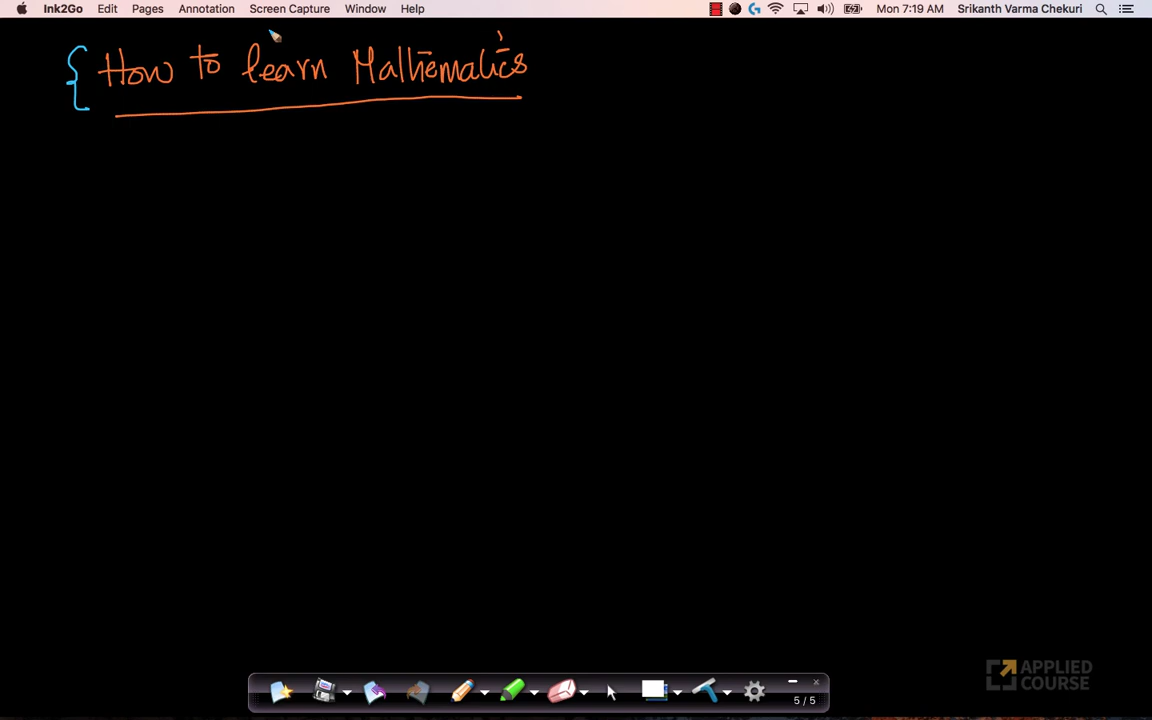 Ink2Go Edit Pages Annotation Screen Capture Window Help Mon 7:19 AM Srikanth Varma Chekuri
How to learn Mathematics
5/5
APPLIED
COURSE